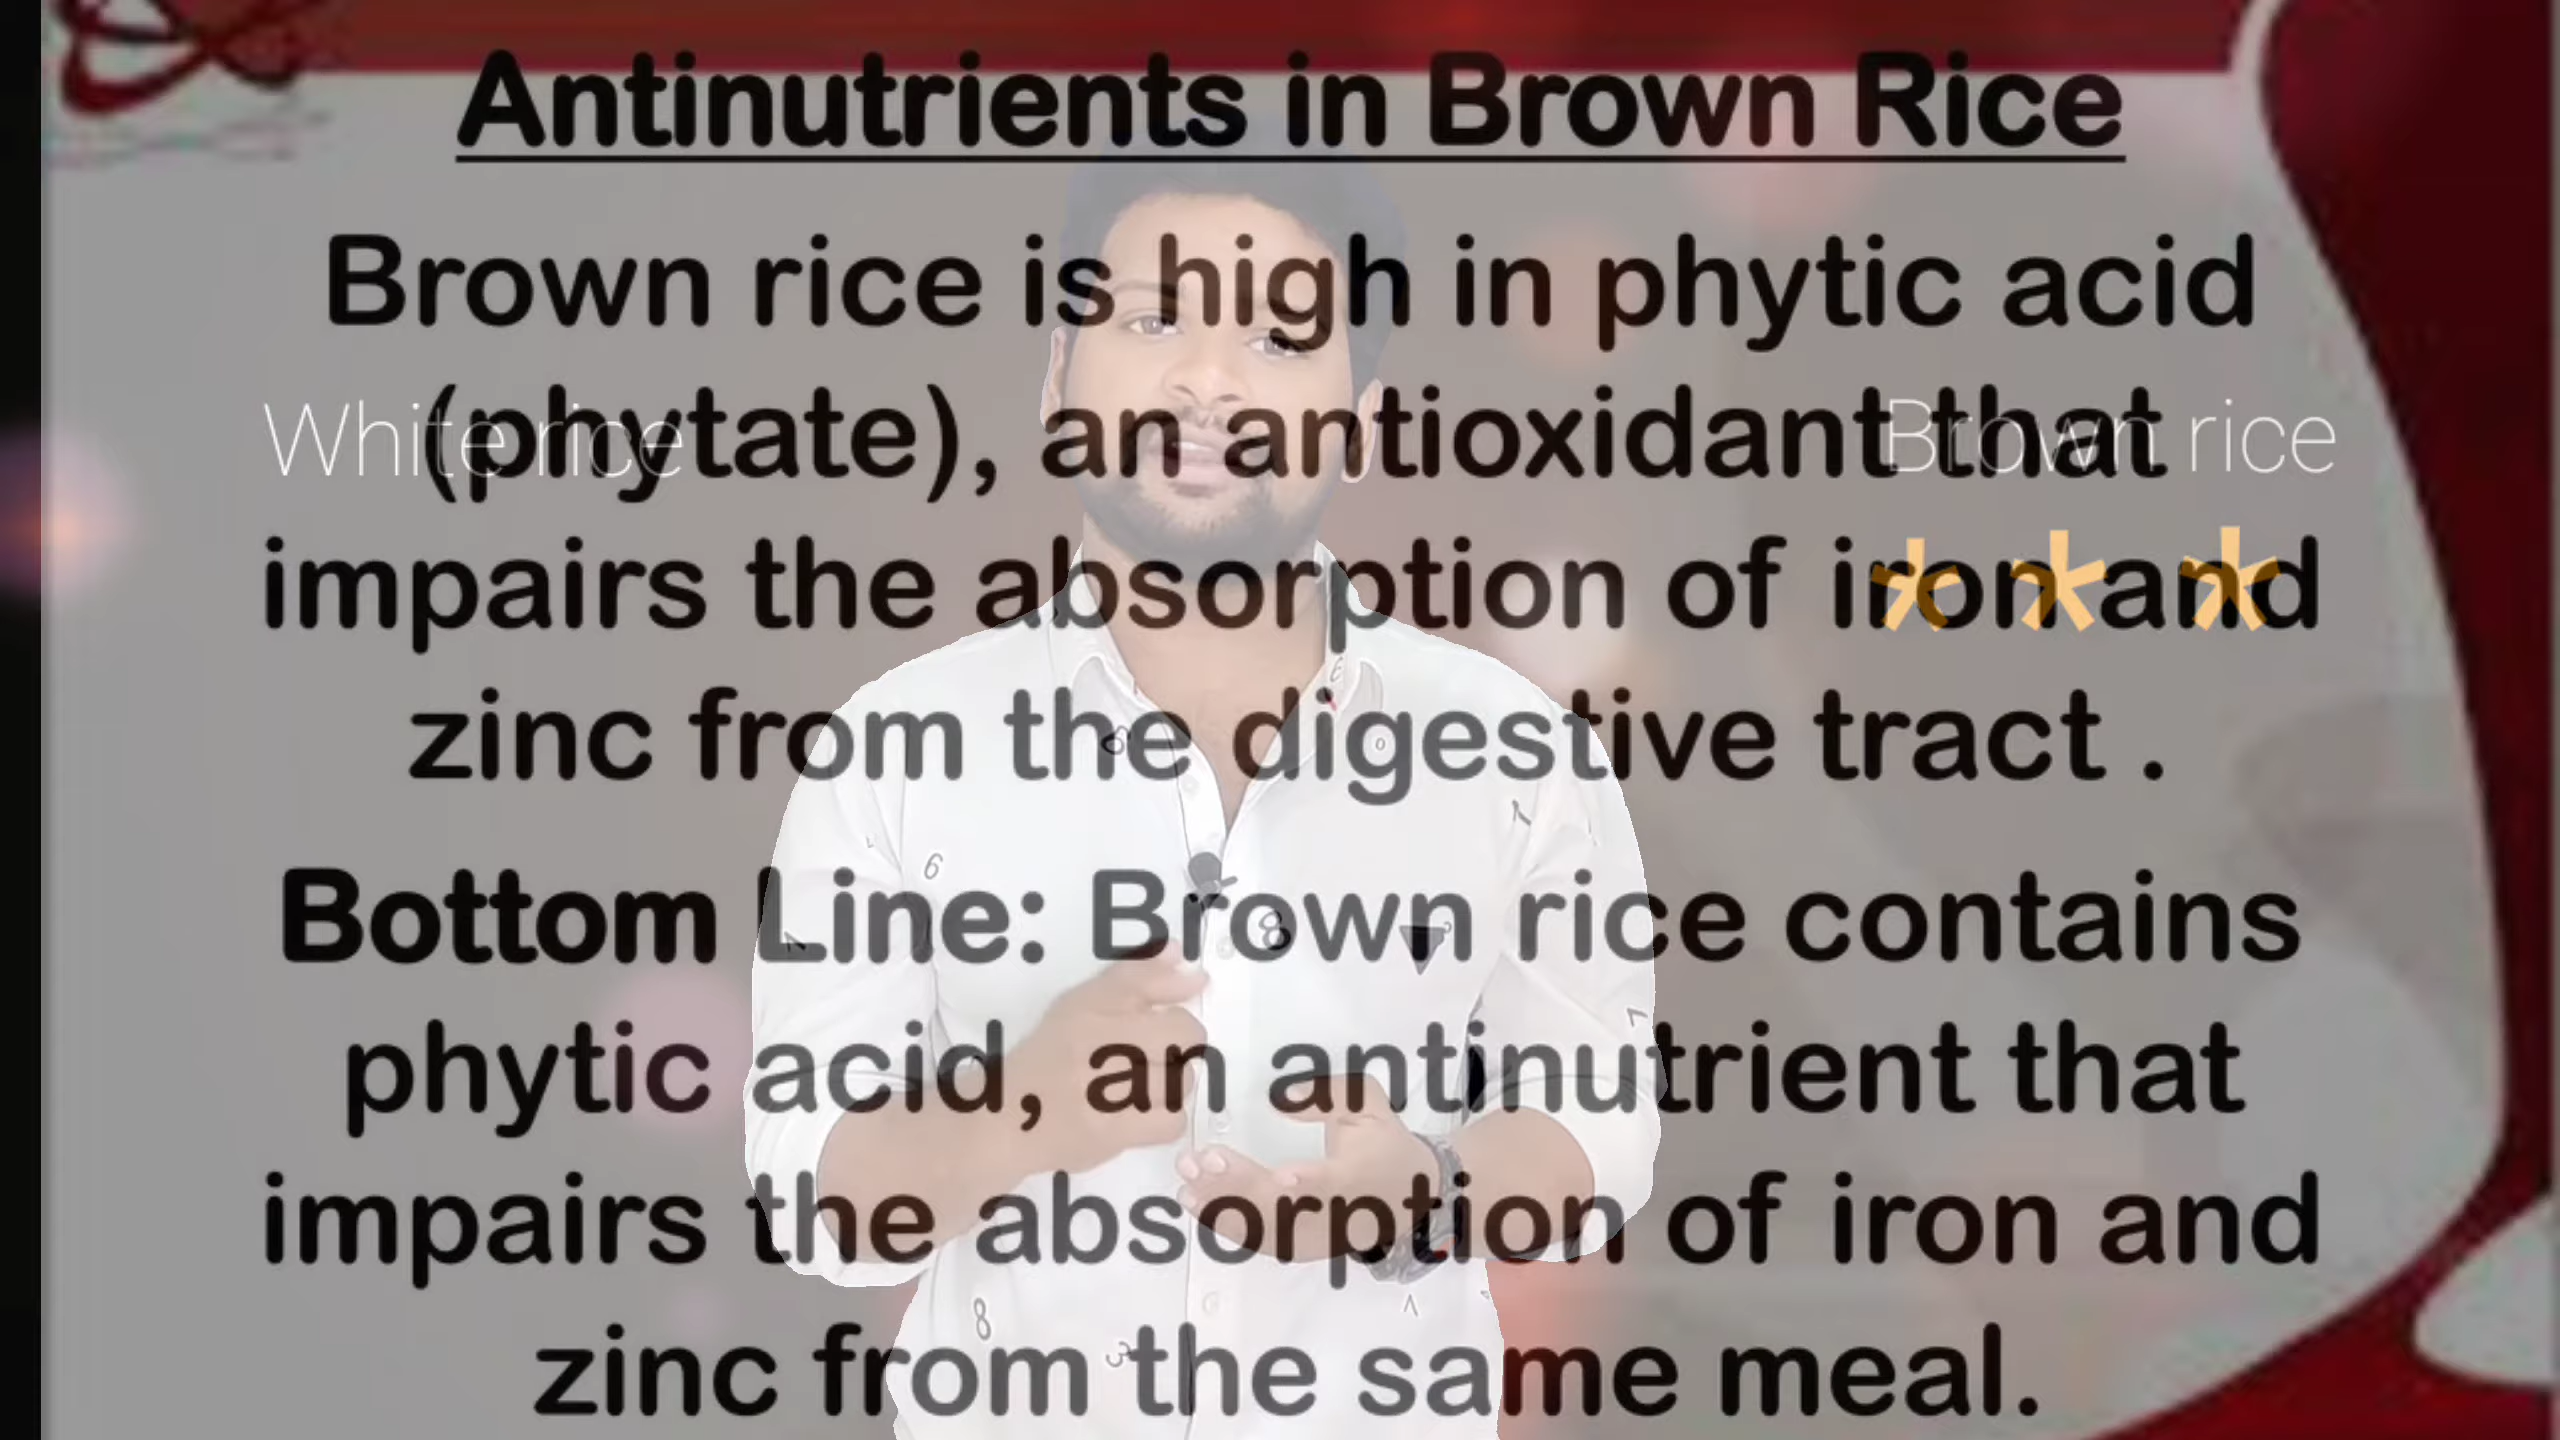 Antinutrients in Brown Rice
Brown rice is high in phytic acid
(phytate), an antioxidant that
White rice
Brown rice
impairs the absorption of iron and
* * *
zinc from the digestive tract .
Bottom Line: Brown rice contains
phytic acid, an antinutrient that
impairs the absorption of iron and
zinc from the same meal.